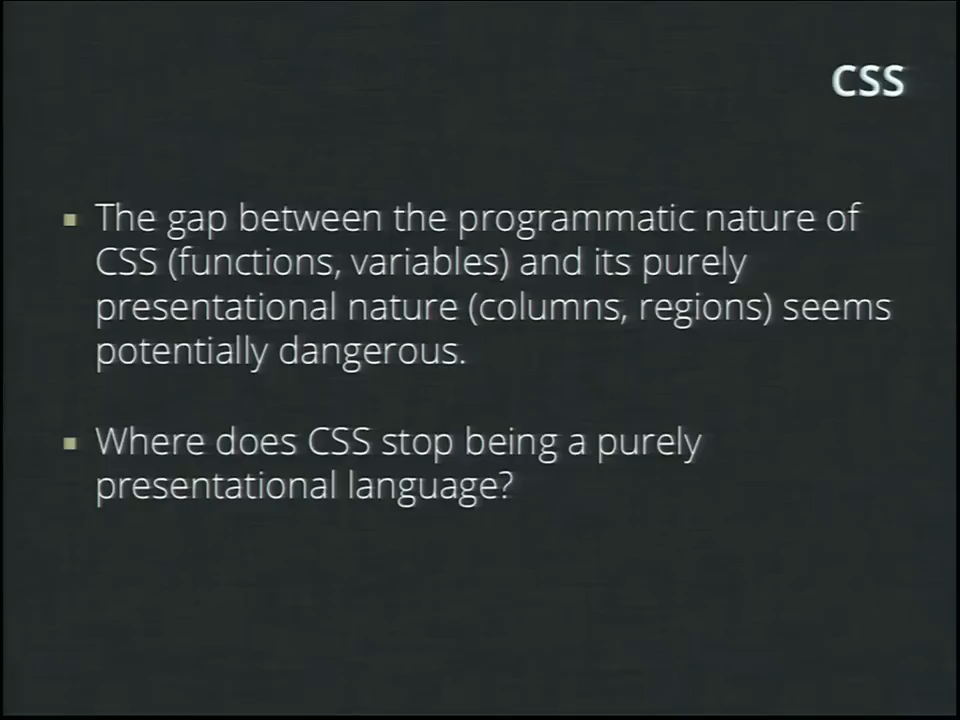 CSS
The gap between the programmatic nature of
CSS (functions, variables) and its purely
presentational nature (columns, regions) seems
potentially dangerous.
Where does CSS stop being a purely
presentational language?